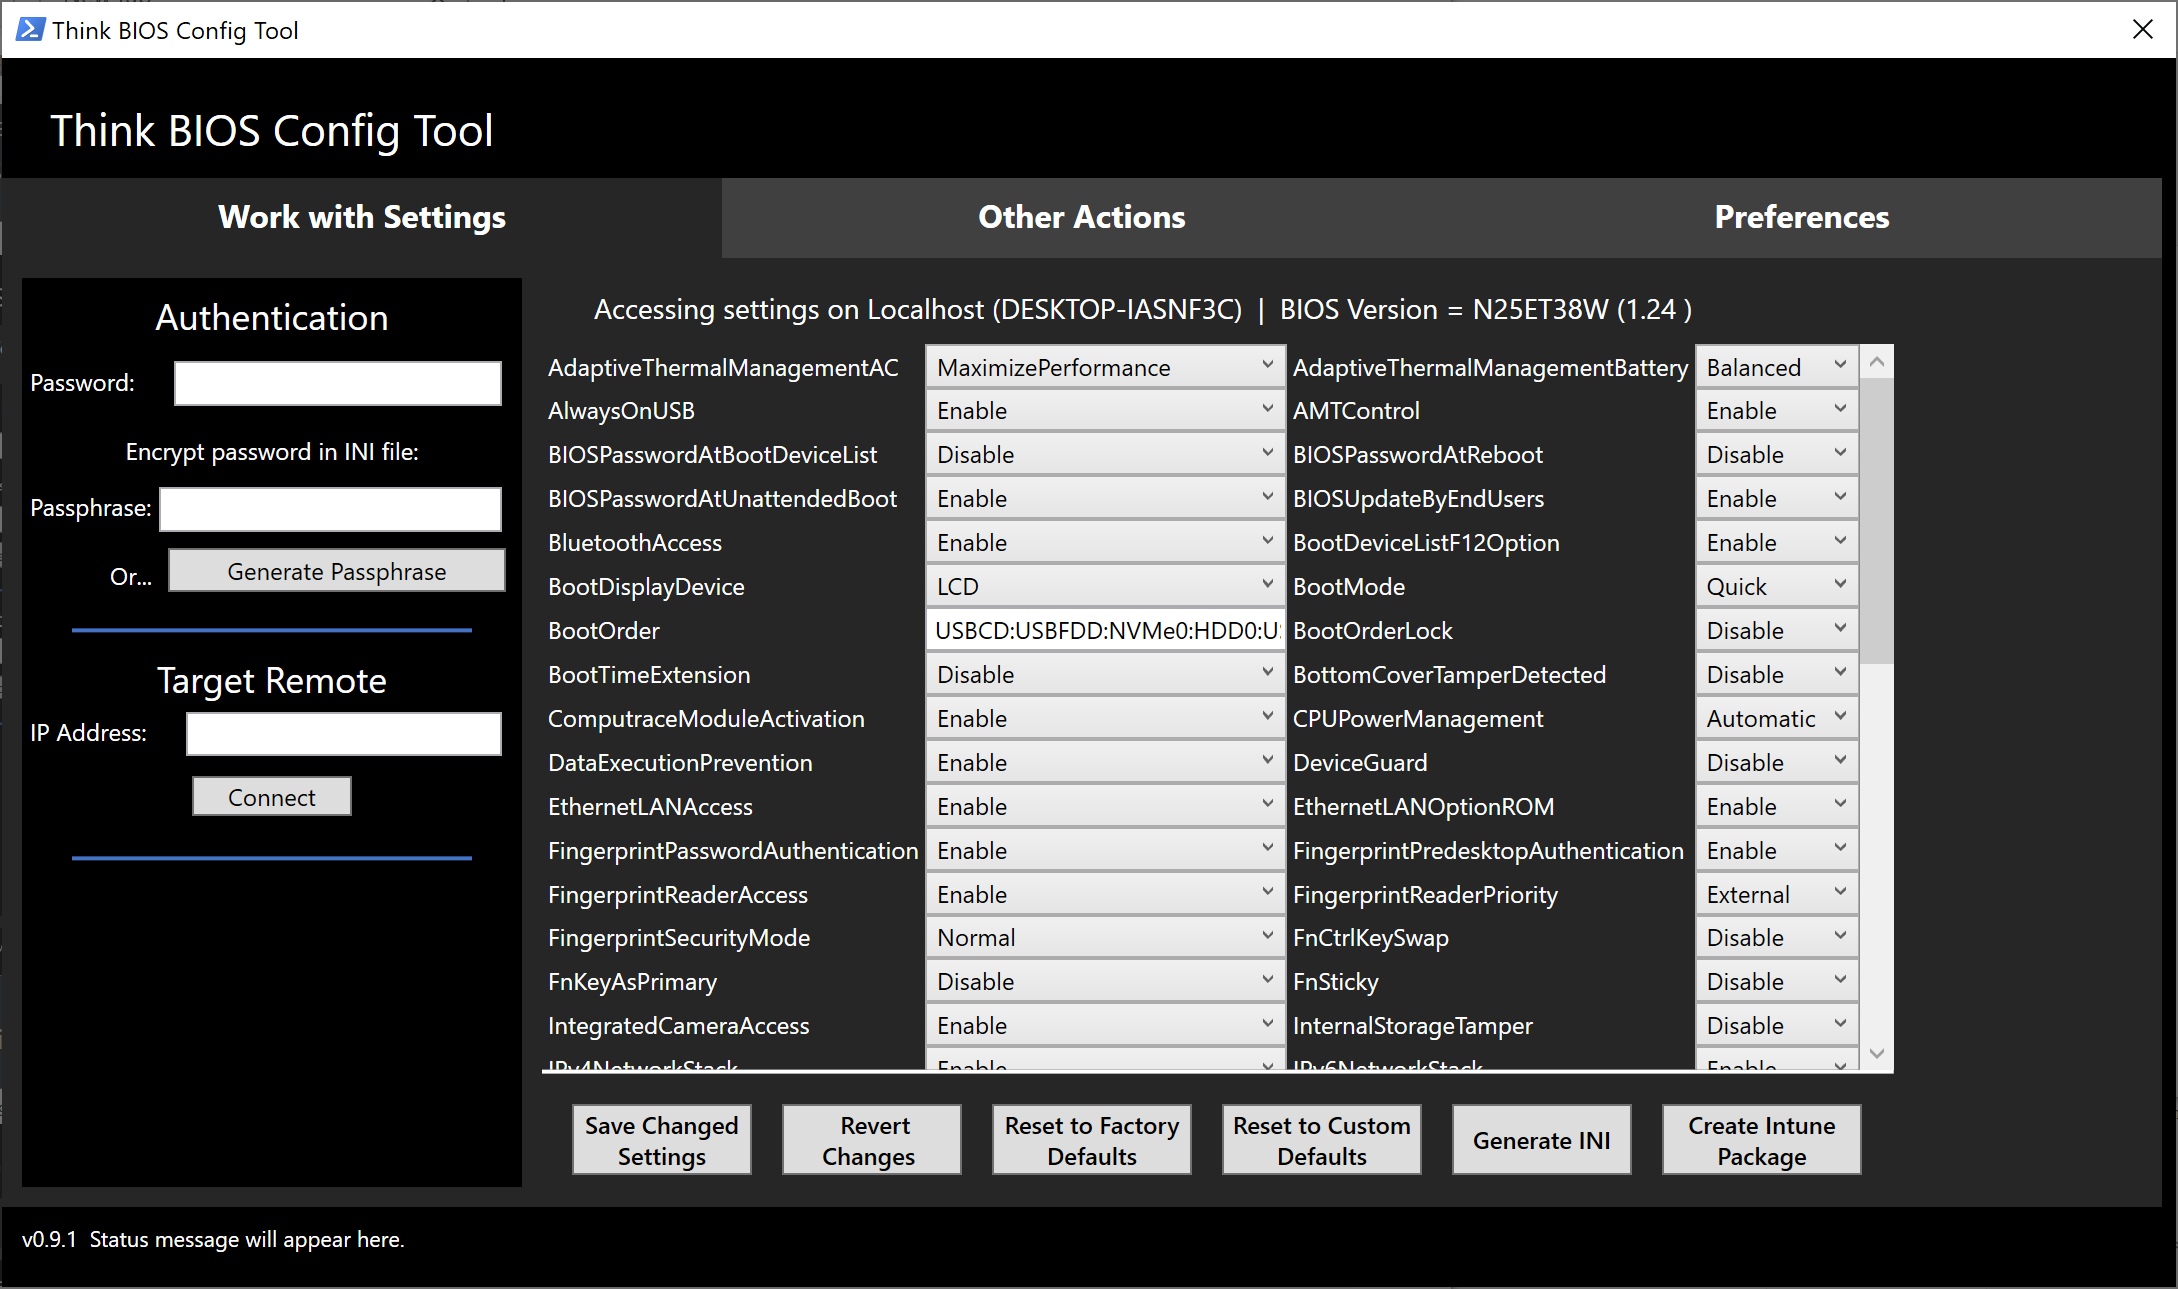 Think BIOS Config Tool
Think BIOS Config Tool
Work with Settings
Other Actions
Preferences
Authentication
Password:
Encrypt password in INI file:
Passphrase:
Or...
Generate Passphrase
Target Remote
IP Address:
Connect
Accessing settings on Localhost (DESKTOP-IASNF3C) | BIOS Version = N25ET38W (1.24 )
AdaptiveThermalManagementAC MaximizePerformance AdaptiveThermalManagementBattery Balanced
AlwaysOnUSB Enable AMTControl Enable
BIOSPasswordAtBootDeviceList Disable BIOSPasswordAtReboot Disable
BIOSPasswordAtUnattendedBoot Enable BIOSUpdateByEndUsers Enable
BluetoothAccess Enable BootDeviceListF12Option Enable
BootDisplayDevice LCD BootMode Quick
BootOrder USBCD:USBFDD:NVMe0:HDD0:US BootOrderLock Disable
BootTimeExtension Disable BottomCoverTamperDetected Disable
ComputraceModuleActivation Enable CPUPowerManagement Automatic
DataExecutionPrevention Enable DeviceGuard Disable
EthernetLANAccess Enable EthernetLANOptionROM Enable
FingerprintPasswordAuthentication Enable FingerprintPredesktopAuthentication Enable
FingerprintReaderAccess Enable FingerprintReaderPriority External
FingerprintSecurityMode Normal FnCtrlKeySwap Disable
FnKeyAsPrimary Disable FnSticky Disable
IntegratedCameraAccess Enable InternalStorageTamper Disable
IPv4NetworkStack Enable IPv6NetworkStack Enable
Save Changed
Settings
Revert
Changes
Reset to Factory
Defaults
Reset to Custom
Defaults
Generate INI
Create Intune
Package
v0.9.1 Status message will appear here.